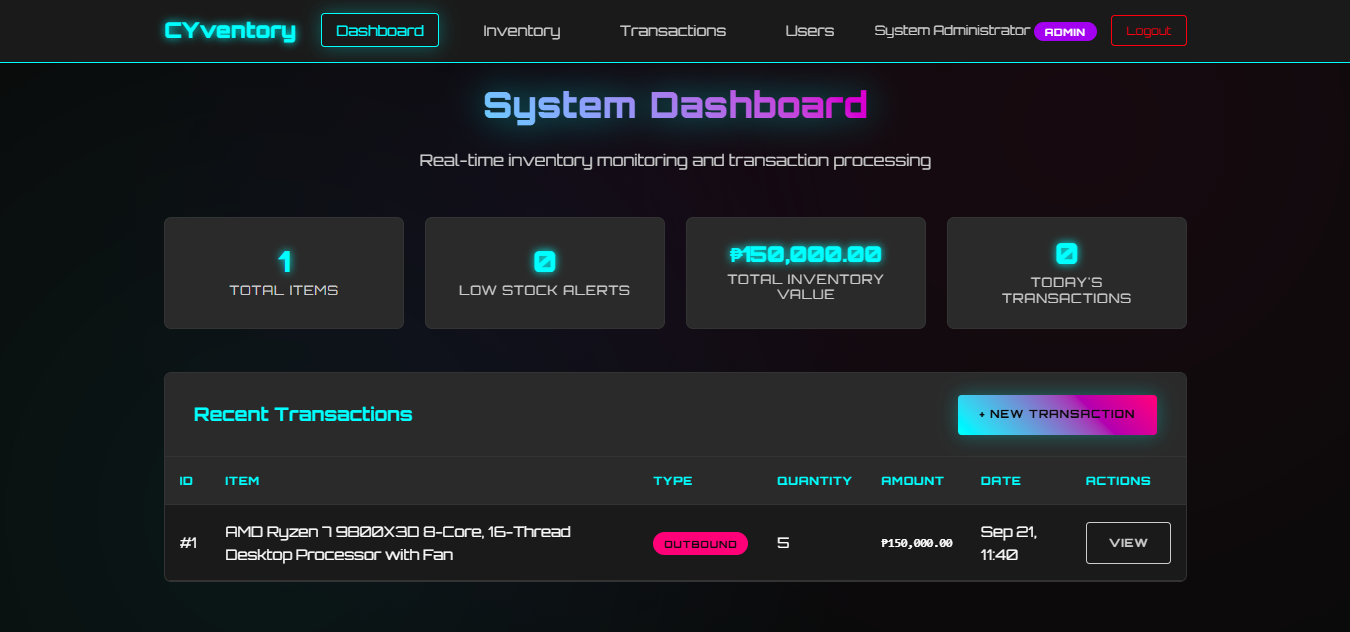 CYventory Dashboard Inventory Transactions Users System Administrator ADMIN Logout
System Dashboard
Real-time inventory monitoring and transaction processing
1
TOTAL ITEMS
0
LOW STOCK ALERTS
₱150,000.00
TOTAL INVENTORY
VALUE
0
TODAY'S
TRANSACTIONS
Recent Transactions
+ NEW TRANSACTION
ID ITEM TYPE QUANTITY AMOUNT DATE ACTIONS
#1 AMD Ryzen 7 9800X3D 8-Core, 16-Thread
Desktop Processor with Fan
OUTBOUND 5 ₱150,000.00 Sep 21,
11:40
VIEW